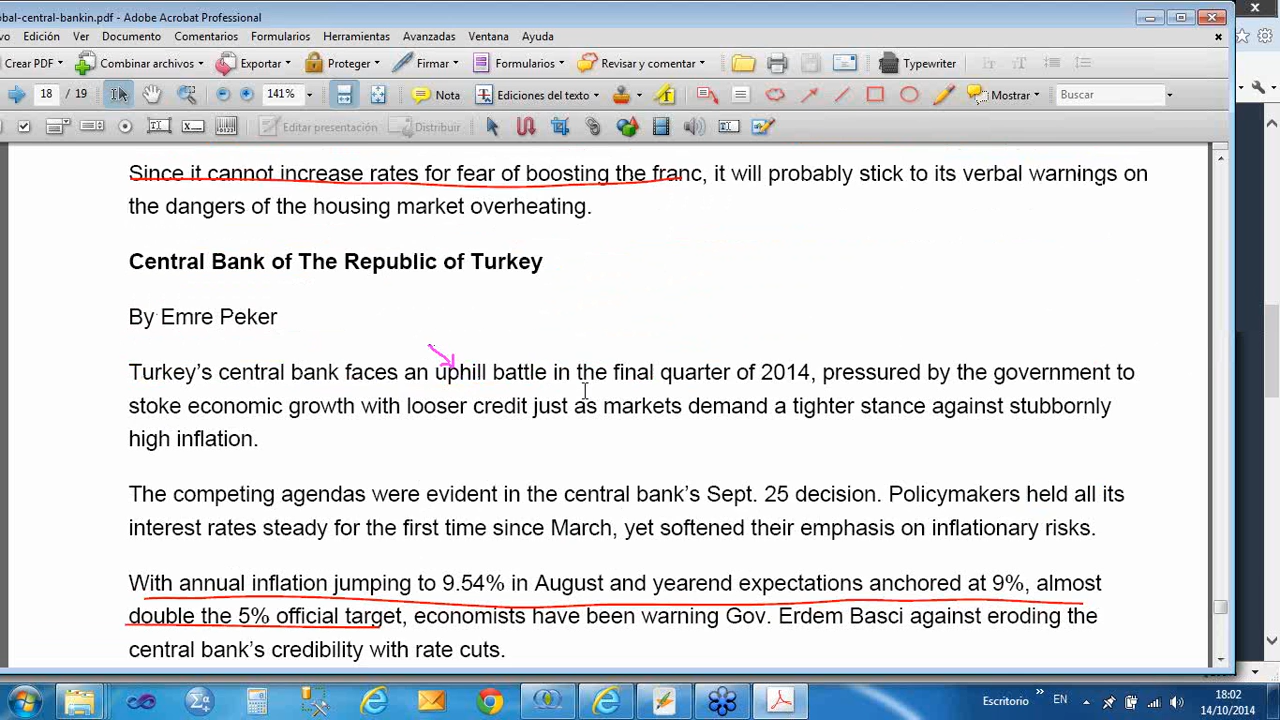 bal-central-bankin.pdf - Adobe Acrobat Professional
vo Edición Ver Documento Comentarios Formularios Herramientas Avanzadas Ventana Ayuda
Crear PDF Combinar archivos Exportar Proteger Firmar Formularios Revisar y comentar Typewriter
18 / 19 141% Nota Ediciones del texto Mostrar Buscar
Editar presentación Distribuir
Since it cannot increase rates for fear of boosting the franc, it will probably stick to its verbal warnings on
the dangers of the housing market overheating.
Central Bank of The Republic of Turkey
By Emre Peker
Turkey’s central bank faces an uphill battle in the final quarter of 2014, pressured by the government to
stoke economic growth with looser credit just as markets demand a tighter stance against stubbornly
high inflation.
The competing agendas were evident in the central bank’s Sept. 25 decision. Policymakers held all its
interest rates steady for the first time since March, yet softened their emphasis on inflationary risks.
With annual inflation jumping to 9.54% in August and yearend expectations anchored at 9%, almost
double the 5% official target, economists have been warning Gov. Erdem Basci against eroding the
central bank’s credibility with rate cuts.
Escritorio EN 18:02
14/10/2014